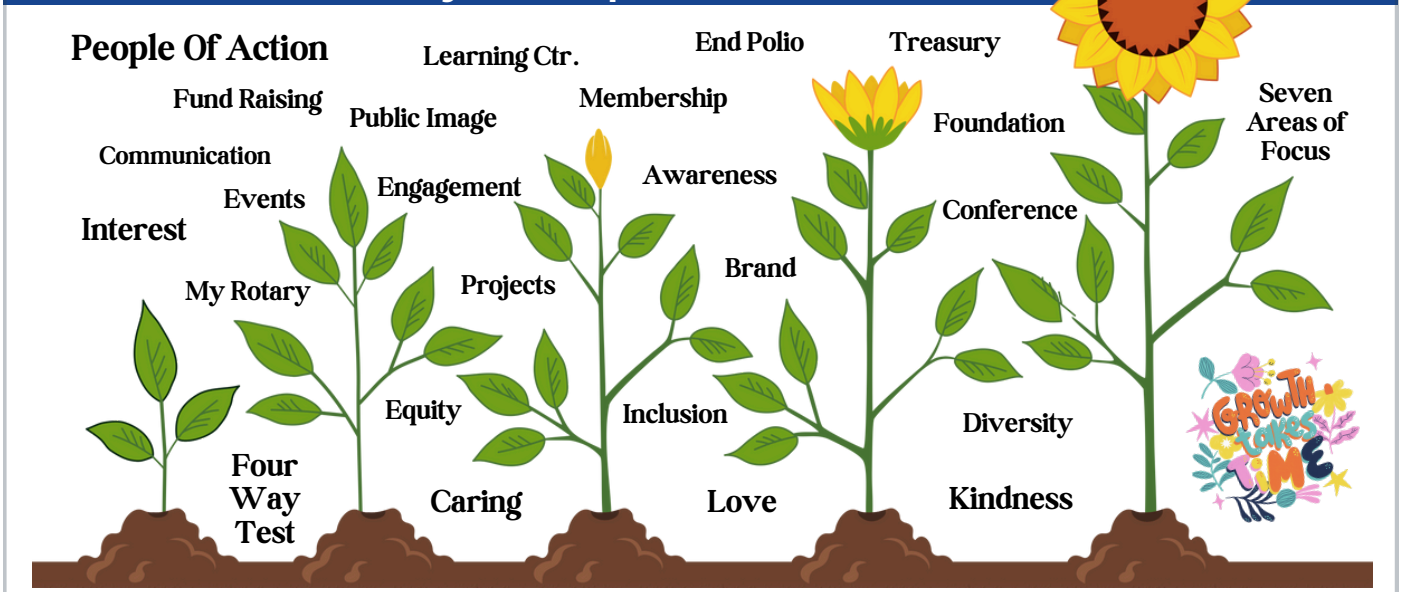 People Of Action
Learning Ctr.
End Polio
Treasury
Fund Raising
Public Image
Membership
Foundation
Seven
Areas of
Focus
Communication
Events
Engagement
Awareness
Conference
Interest
My Rotary
Projects
Brand
Equity
Inclusion
Diversity
Four
Way
Test
Caring
Love
Kindness
GROWTH
takes
TiME